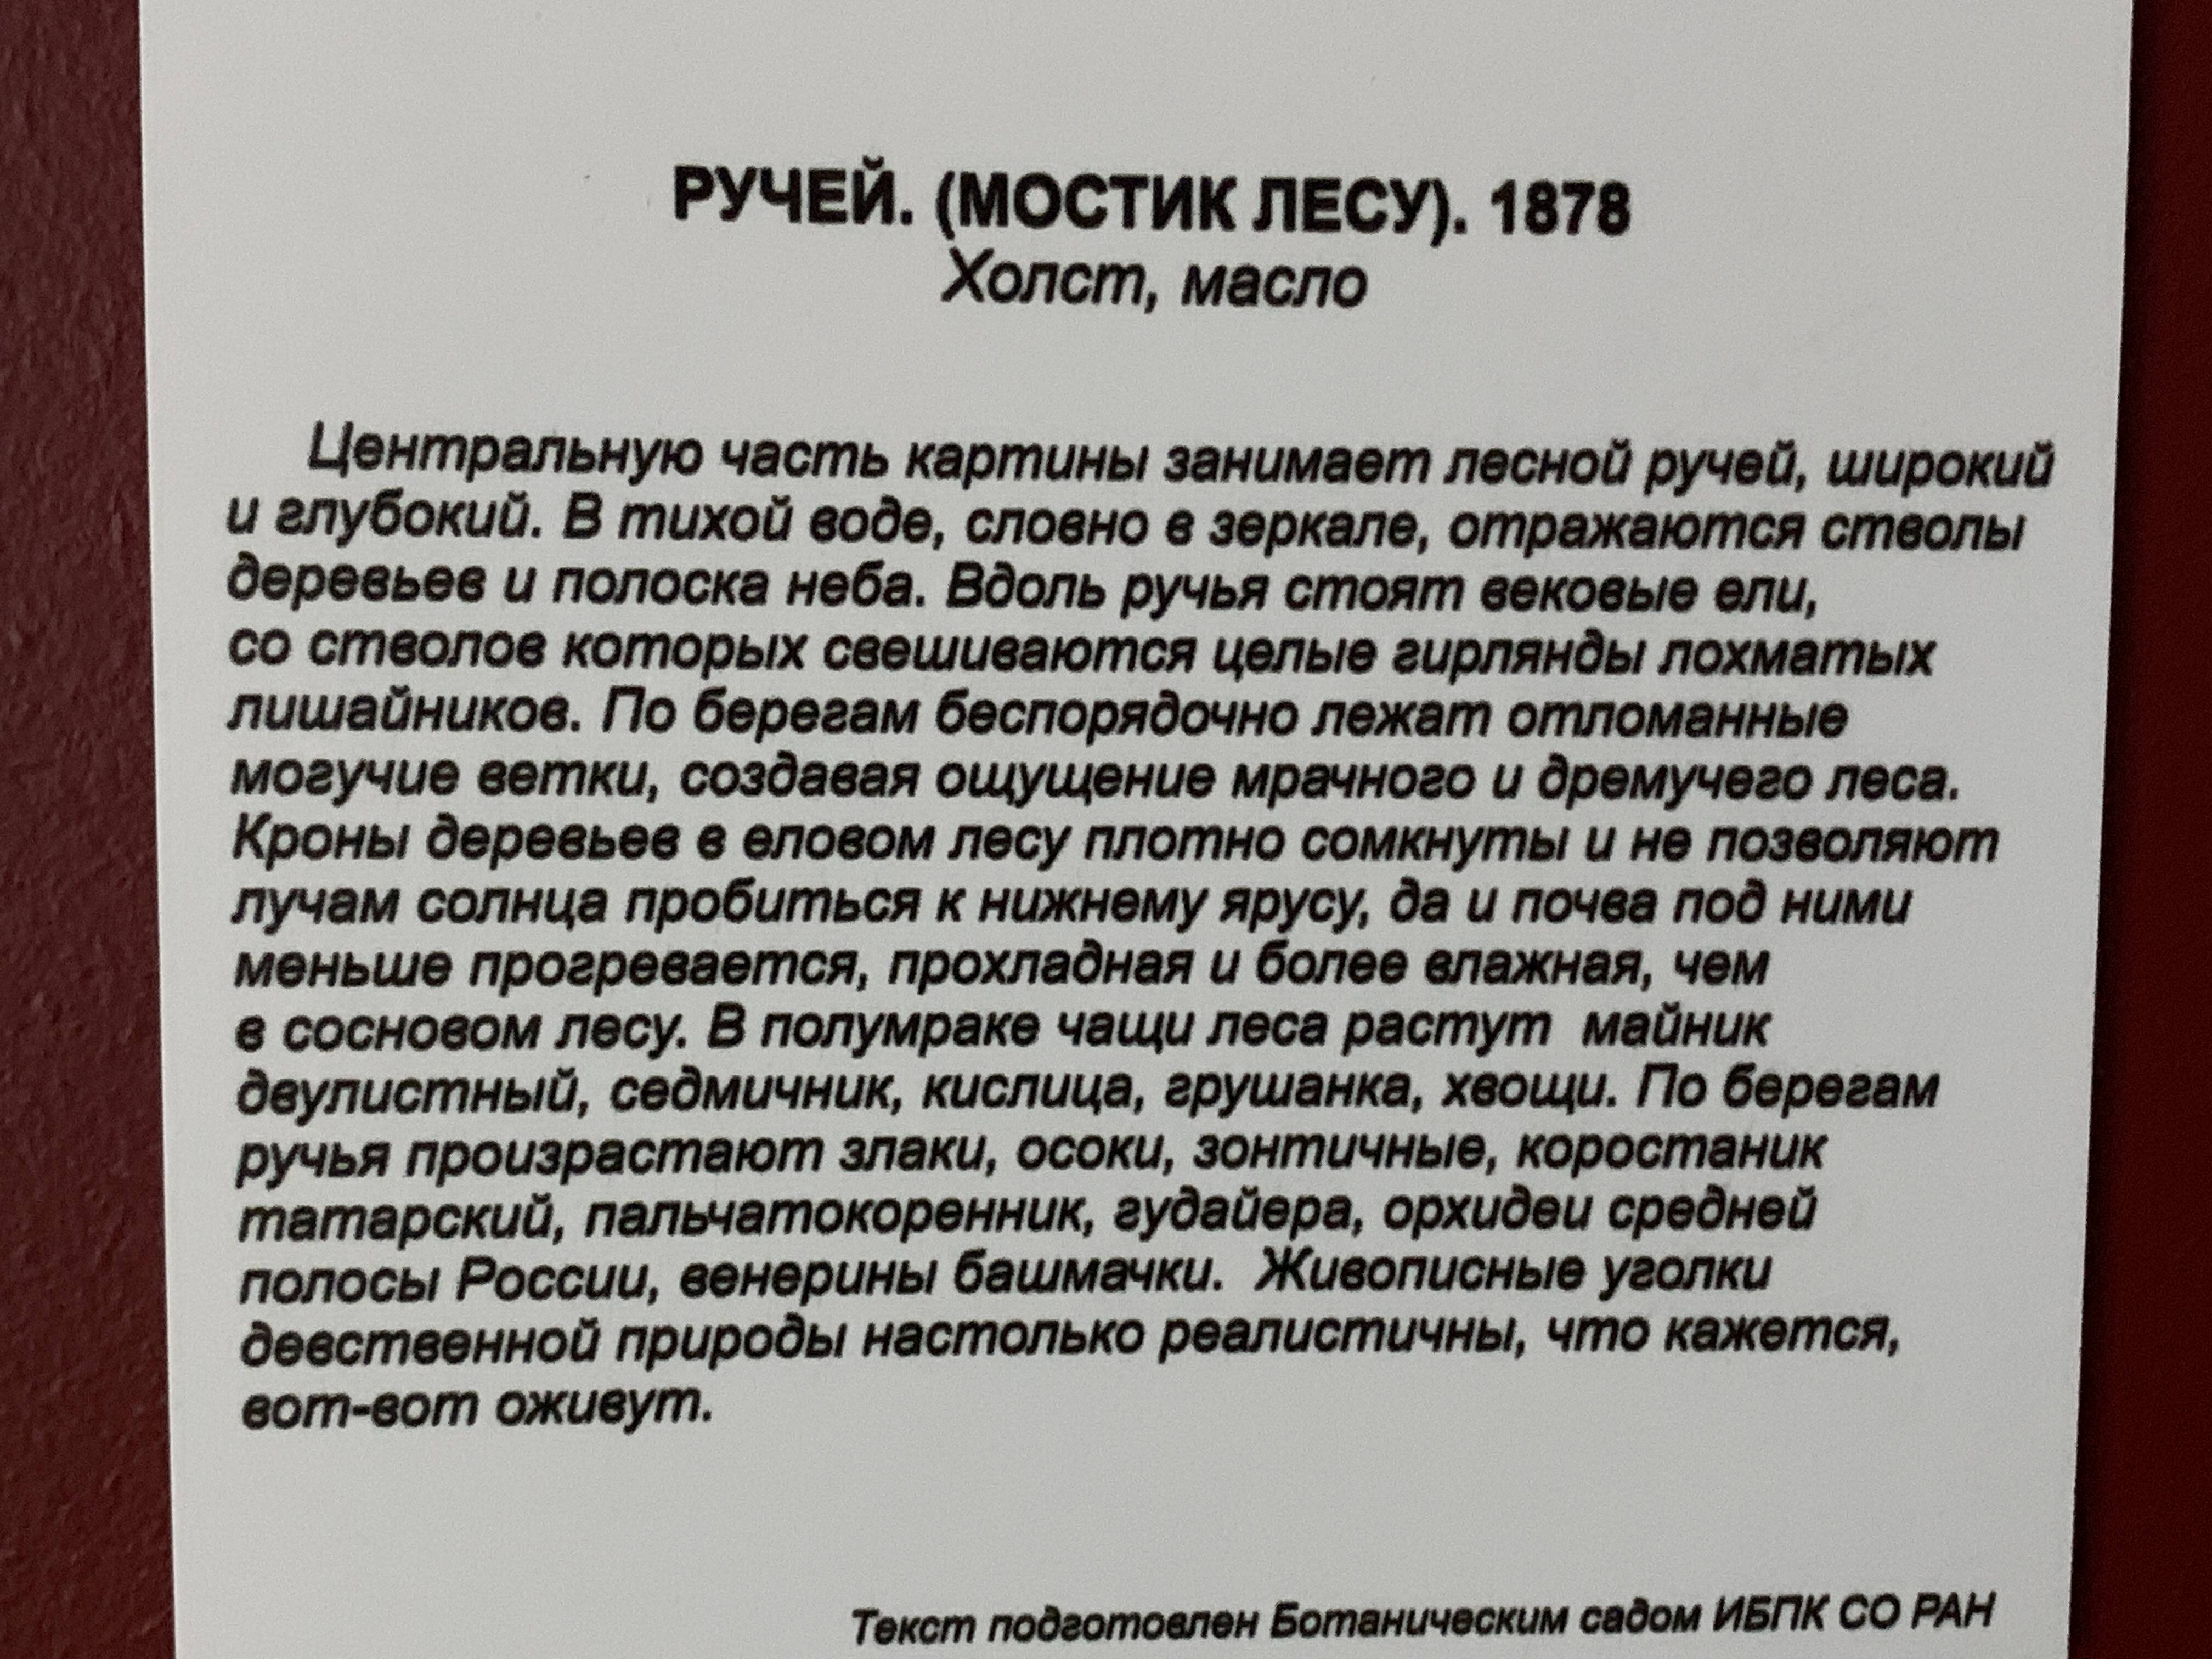 РУЧЕЙ. (МОСТИК ЛЕСУ). 1878
Холст, масло
Центральную часть картины занимает лесной ручей, широкий
и глубокий. В тихой воде, словно в зеркале, отражаются стволы
деревьев и полоска неба. Вдоль ручья стоят вековые ели,
со стволов которых свешиваются целые гирлянды лохматых
лишайников. По берегам беспорядочно лежат отломанные
могучие ветки, создавая ощущение мрачного и дремучего леса.
Кроны деревьев в еловом лесу плотно сомкнуты и не позволяют
лучам солнца пробиться к нижнему ярусу, да и почва под ними
меньше прогревается, прохладная и более влажная, чем
в сосновом лесу. В полумраке чащи леса растут майник
двулистный, седмичник, кислица, грушанка, хвощи. По берегам
ручья произрастают злаки, осоки, зонтичные, коростаник
татарский, пальчатокоренник, гудайера, орхидеи средней
полосы России, венерины башмачки. Живописные уголки
девственной природы настолько реалистичны, что кажется,
вот-вот оживут.
Текст подготовлен Ботаническим садом ИБПК СО РАН